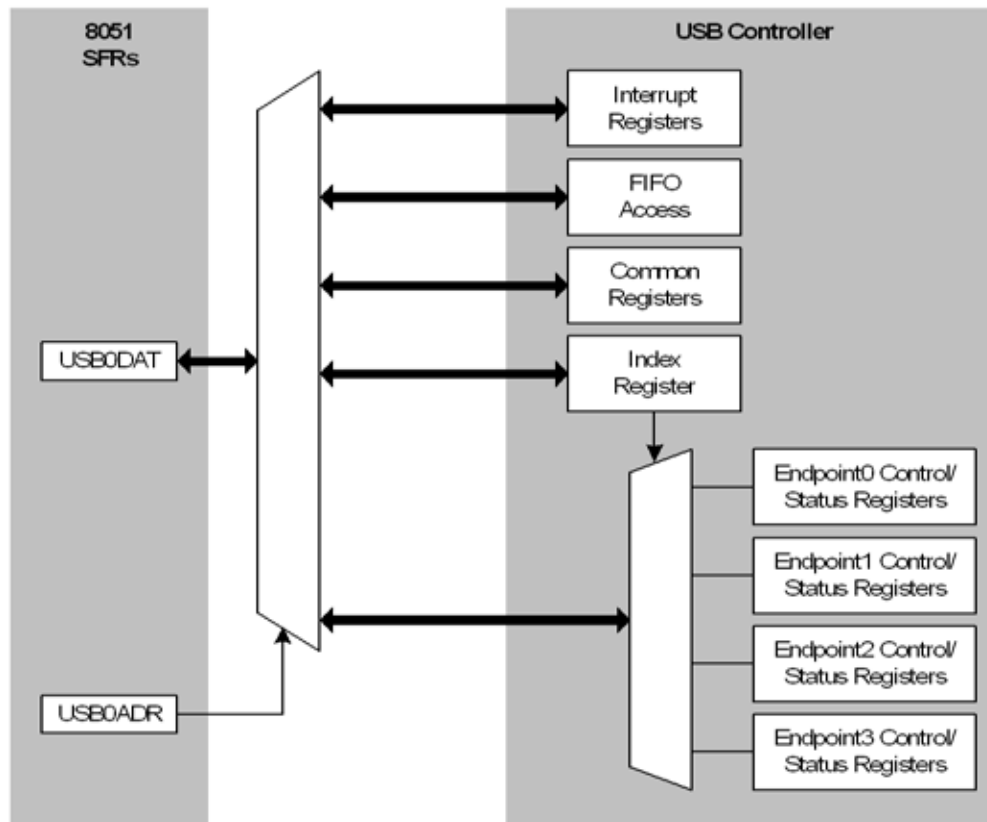 8051
SFRs
USB Controller
Interrupt
Registers
FIFO
Access
Common
Registers
USB0DAT
Index
Register
Endpoint0 Control/
Status Registers
Endpoint1 Control/
Status Registers
Endpoint2 Control/
Status Registers
USB0ADR
Endpoint3 Control/
Status Registers